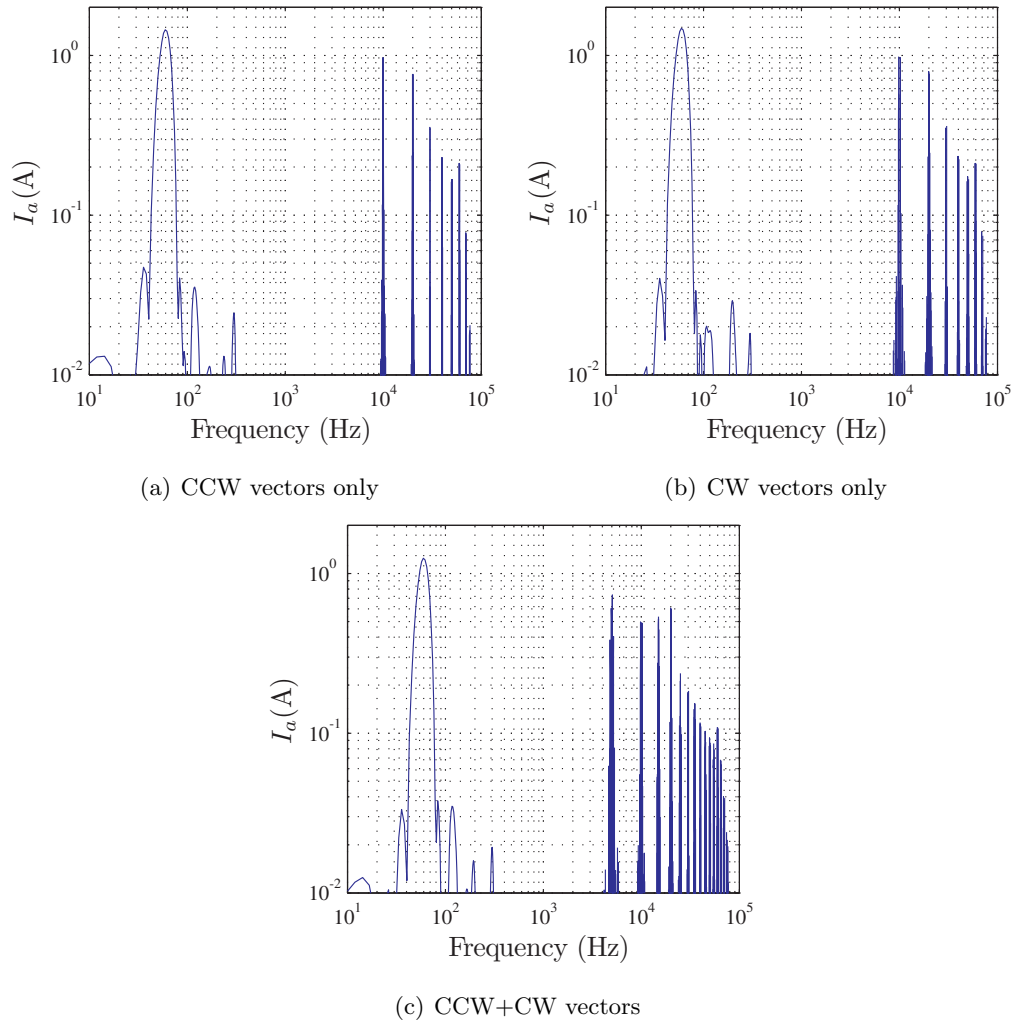 10^0
10^-1
10^-2
I_a(A)
10^1 10^2 10^3 10^4 10^5
Frequency (Hz)
(a) CCW vectors only
10^0
10^-1
10^-2
I_a(A)
10^1 10^2 10^3 10^4 10^5
Frequency (Hz)
(b) CW vectors only
10^0
10^-1
10^-2
I_a(A)
10^1 10^2 10^3 10^4 10^5
Frequency (Hz)
(c) CCW+CW vectors